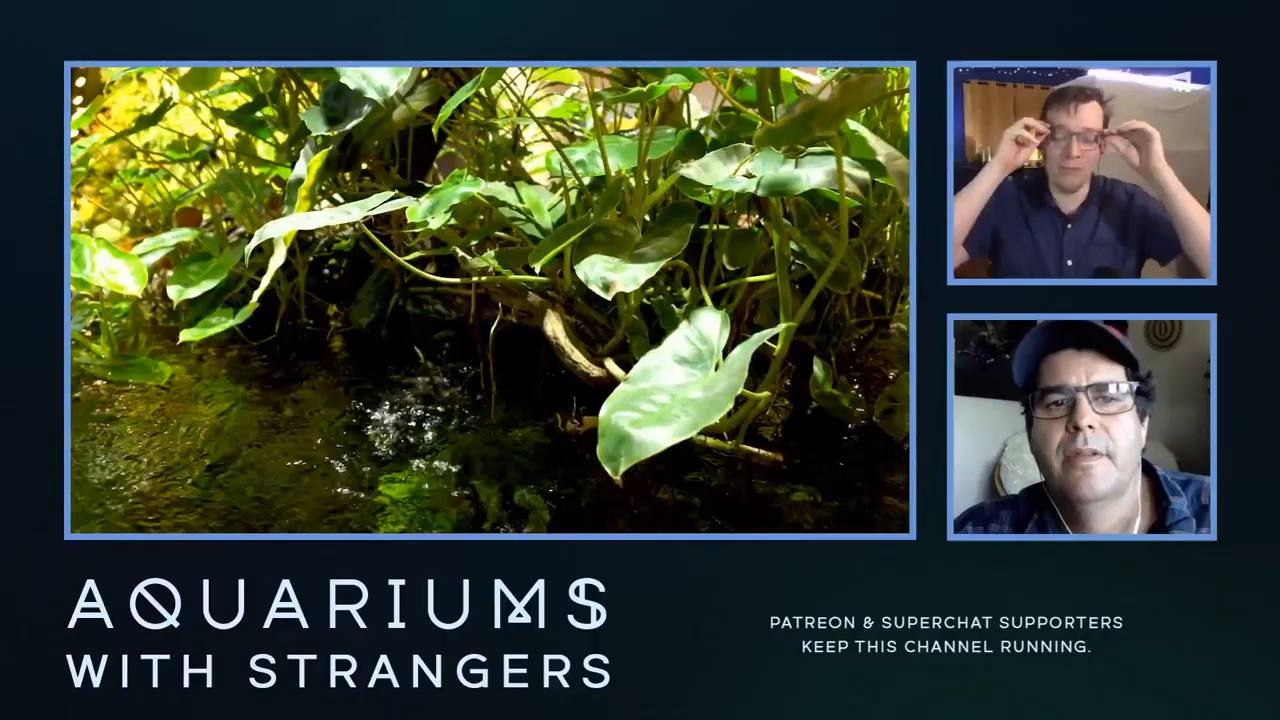 AQUARIUMS
WITH STRANGERS
PATREON & SUPERCHAT SUPPORTERS
KEEP THIS CHANNEL RUNNING.